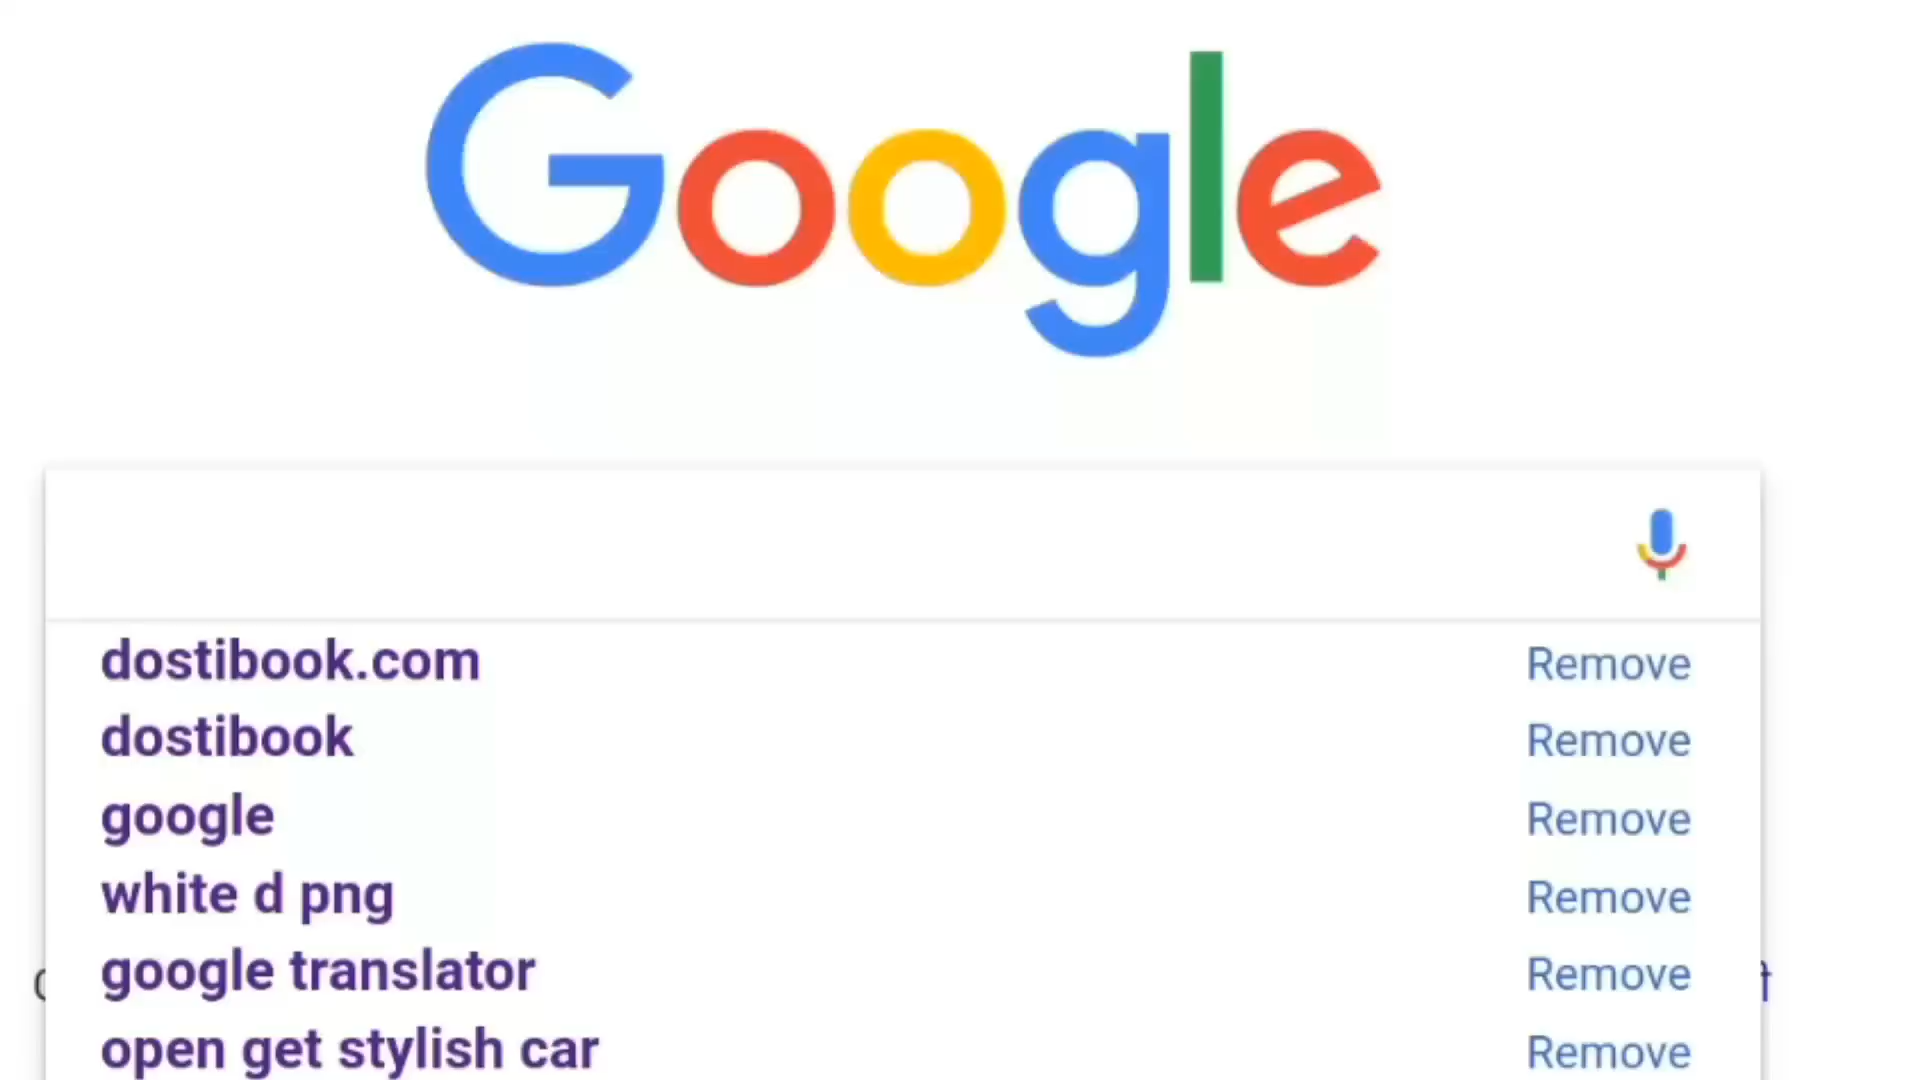 Google
dostibook.com Remove
dostibook Remove
google Remove
white d png Remove
google translator Remove
open get stylish car Remove